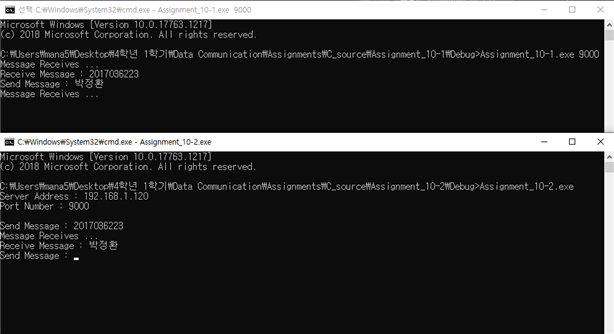 선택 C:\Windows\System32\cmd.exe - Assignment_10-1.exe 9000
Microsoft Windows [Version 10.0.17763.1217]
(c) 2018 Microsoft Corporation. All rights reserved.
C:₩Users₩mana5₩Desktop₩4학년 1학기₩Data Communication₩Assignments₩C_source₩Assignment_10-1₩Debug>Assignment_10-1.exe 9000
Message Receives ...
Receive Message : 2017036223
Send Message : 박정환
Message Receives ...
C:₩Windows₩System32₩cmd.exe - Assignment_10-2.exe
Microsoft Windows [Version 10.0.17763.1217]
(c) 2018 Microsoft Corporation. All rights reserved.
C:₩Users₩mana5₩Desktop₩4학년 1학기₩Data Communication₩Assignments₩C_source₩Assignment_10-2₩Debug>Assignment_10-2.exe
Server Address : 192.168.1.120
Port Number : 9000
Send Message : 2017036223
Message Receives ...
Receive Message : 박정환
Send Message :